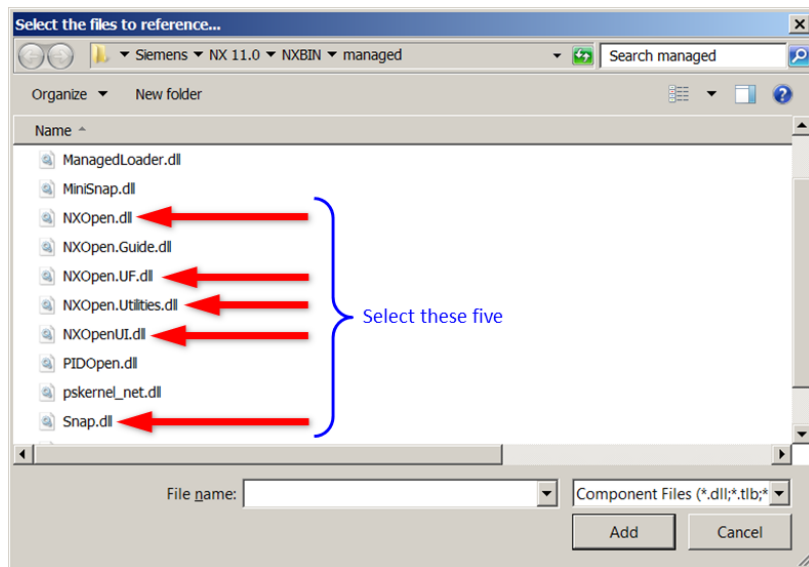 Select the files to reference...
Siemens NX 11.0 NXBIN managed
Search managed
Organize New folder
Name
ManagedLoader.dll
MiniSnap.dll
NXOpen.dll
NXOpen.Guide.dll
NXOpen.UF.dll
NXOpen.Utilities.dll
NXOpenUI.dll
Select these five
PIDOpen.dll
pskernel_net.dll
Snap.dll
File name:
Component Files (*.dll;*.tlb;*
Add Cancel